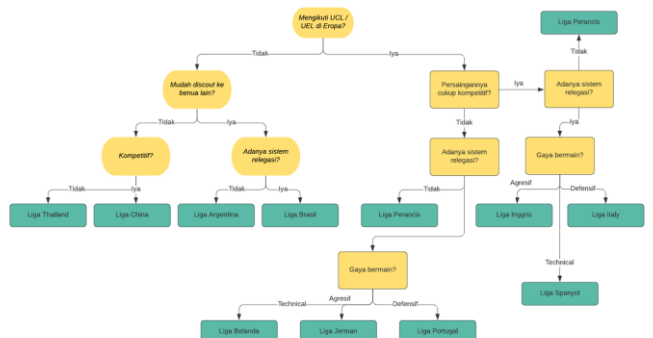 Mengikuti UCL /
UEL di Eropa?
Liga Perancis
Tidak
Iya
Tidak
Mudah discout ke
benua lain?
Persaingannya
cukup kompetitif?
Iya
Adanya sistem
relegasi?
Tidak
Iya
Tidak
Iya
Kompetitif?
Adanya sistem
relegasi?
Adanya sistem
relegasi?
Gaya bermain?
Tidak
Iya
Tidak
Iya
Tidak
Agresif
Defensif
Liga Thailand
Liga China
Liga Argentina
Liga Brasil
Liga Perancis
Liga Inggris
Liga Italy
Gaya bermain?
Technical
Liga Spanyol
Technical
Agresif
Defensif
Liga Belanda
Liga Jerman
Liga Portugal